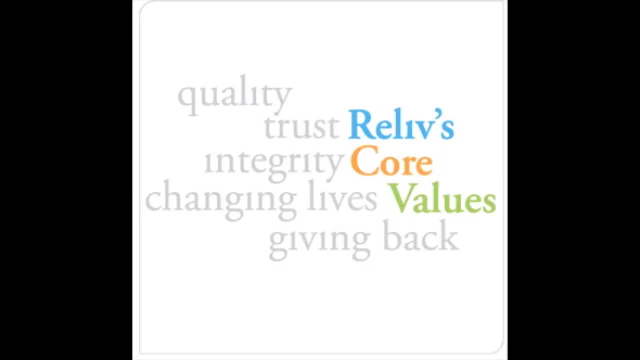 quality
trust Reliv's
integrity Core
changing lives Values
giving back